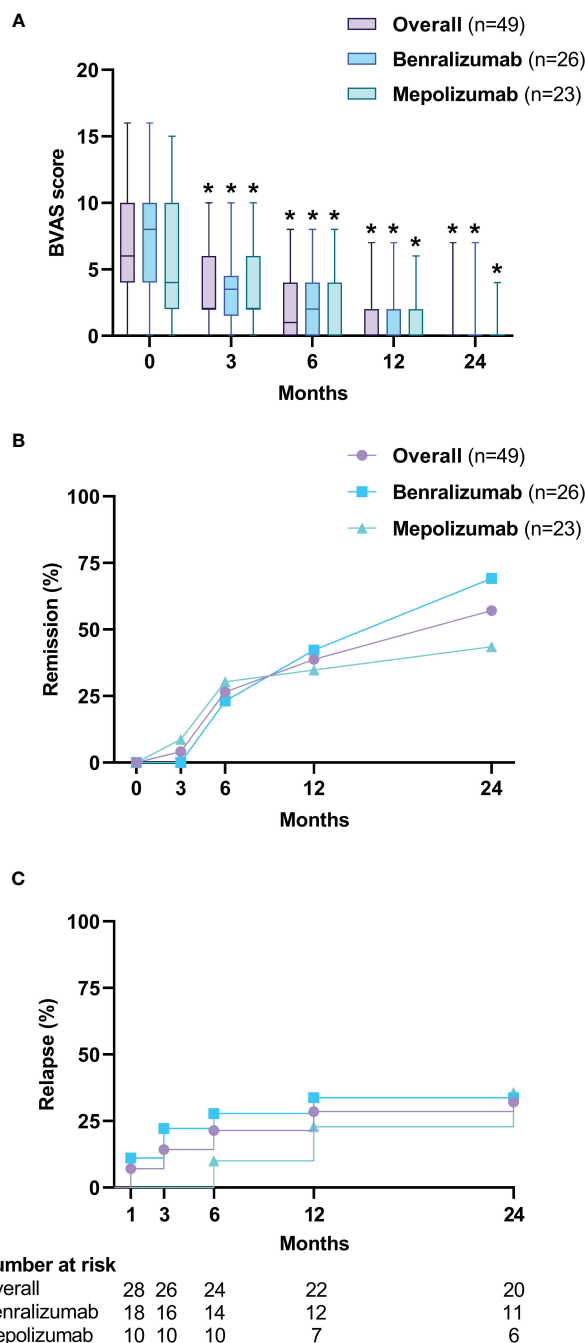 A
Overall (n=49)
Benralizumab (n=26)
Mepolizumab (n=23)
BVAS score
20
15
10
5
0
* * *
* * *
* * *
* * *
0 3 6 12 24
Months
B
Overall (n=49)
Benralizumab (n=26)
Mepolizumab (n=23)
Remission (%)
100
75
50
25
0
0 3 6 12 24
Months
C
Relapse (%)
100
75
50
25
0
1 3 6 12 24
Months
umber at risk
verall 28 26 24 22 20
enralizumab 18 16 14 12 11
epolizumab 10 10 10 7 6